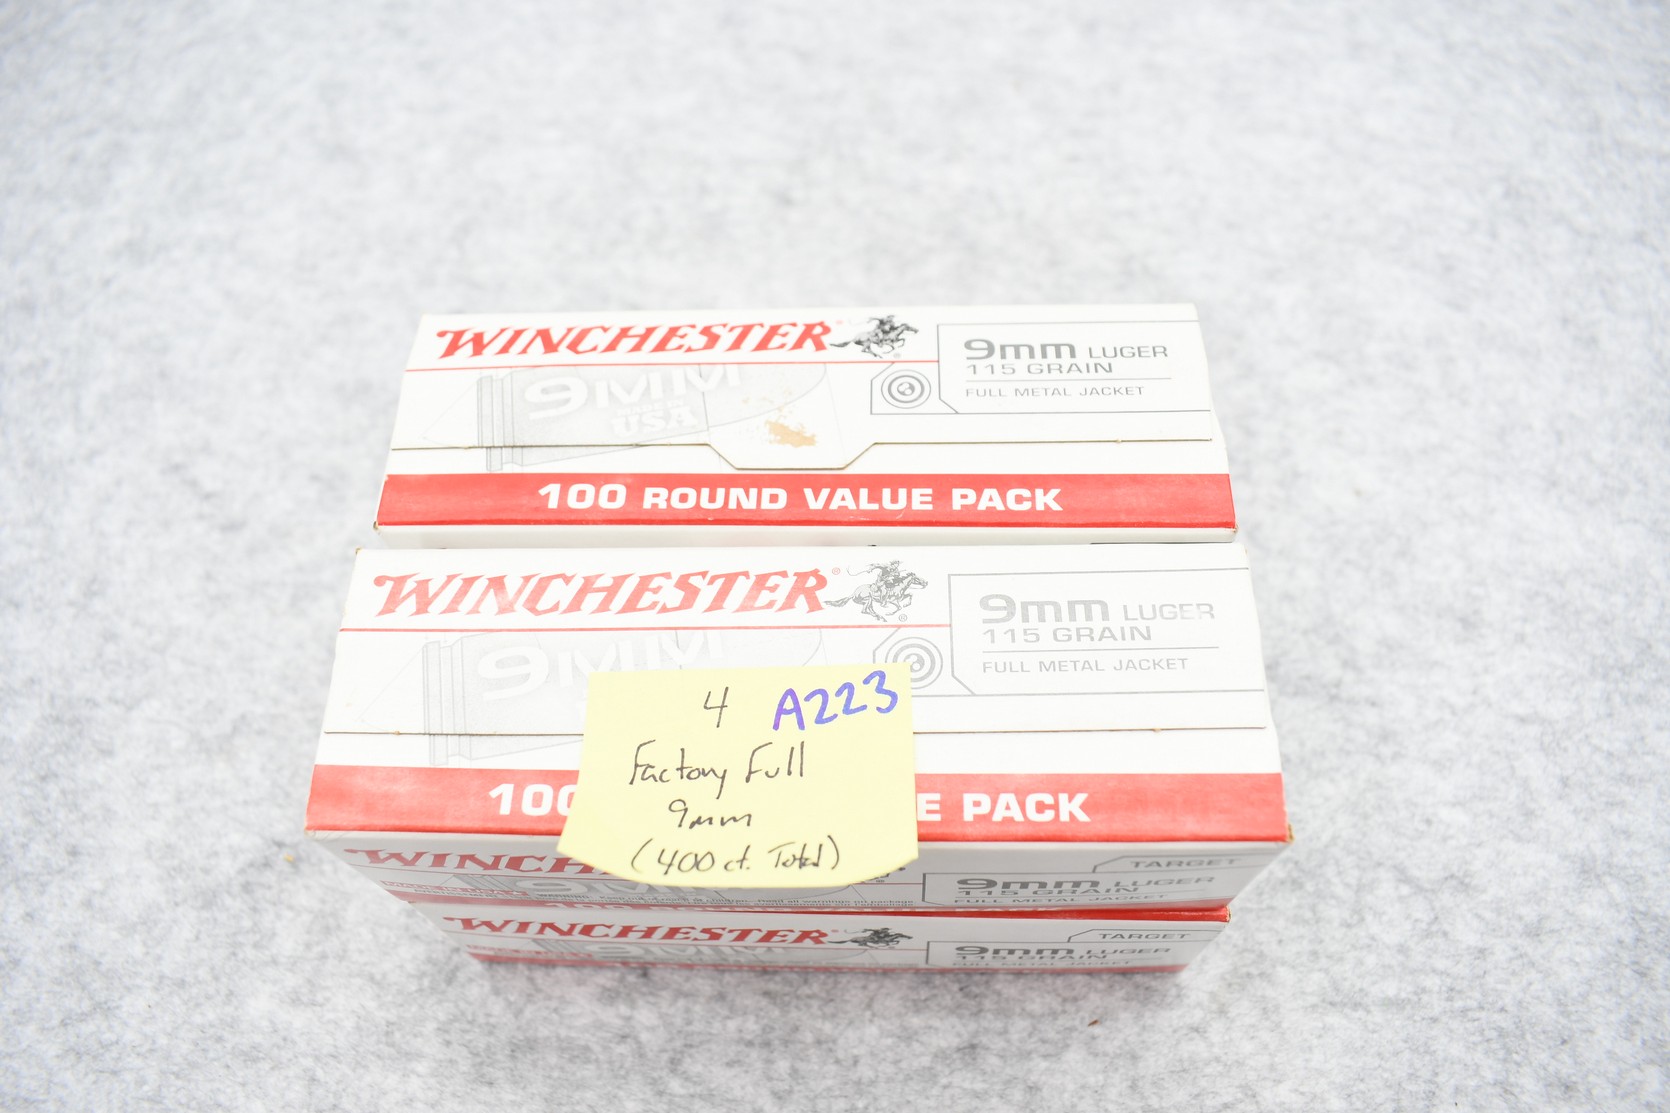 WINCHESTER
9MM
USA
9mm LUGER
115 GRAIN
FULL METAL JACKET
100 ROUND VALUE PACK
WINCHESTER
9MM
9mm LUGER
115 GRAIN
FULL METAL JACKET
4 A223
Factory Full
9mm
(400 ct. Total)
100
E PACK
WINCH
TARGET
9mm LUGER
115 GRAIN
FULL METAL JACKET
WINCHESTER
TARGET
9mm LUGER
115 GRAIN